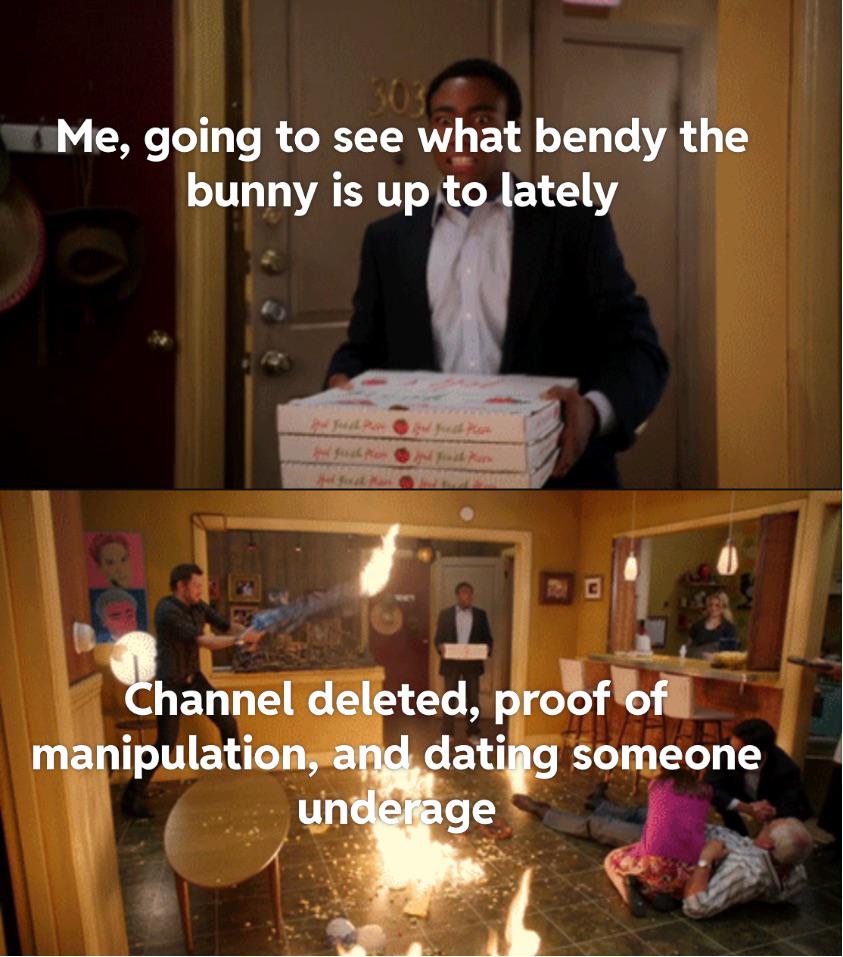 303
Me, going to see what bendy the
bunny is up to lately
Channel deleted, proof of
manipulation, and dating someone
underage